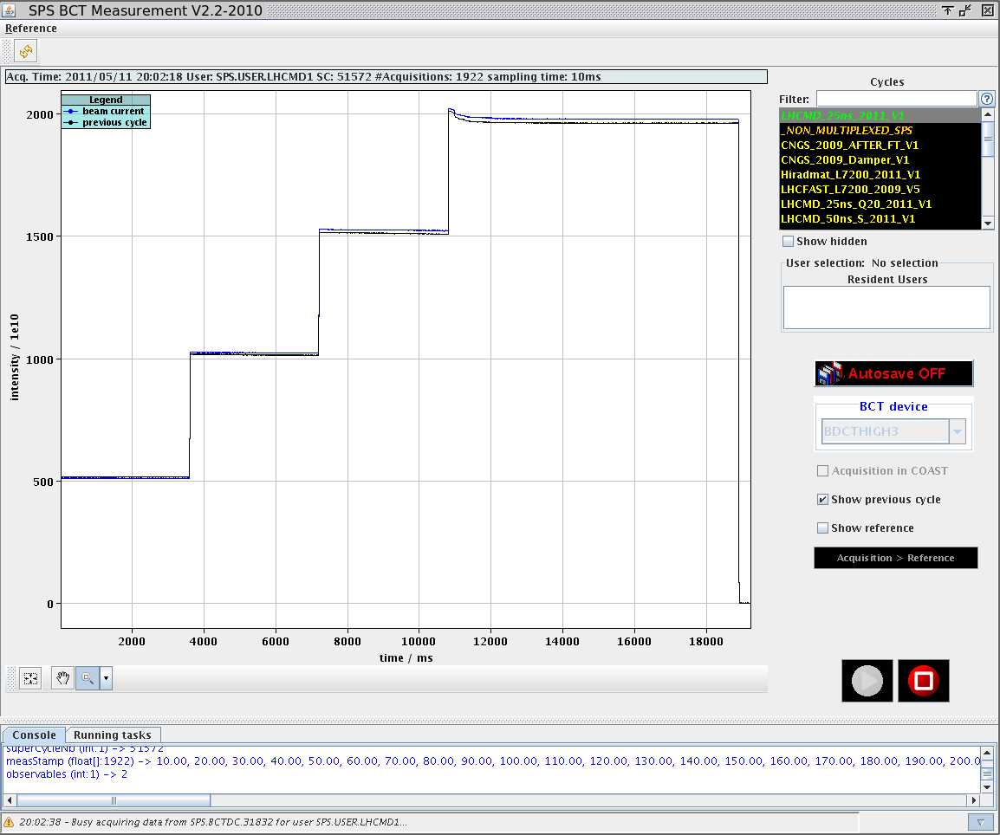 SPS BCT Measurement V2.2-2010
Reference
Acq. Time: 2011/05/11 20:02:18 User: SPS.USER.LHCMD1 SC: 51572 #Acquisitions: 1922 sampling time: 10ms
Legend
beam current
previous cycle
2000
1500
1000
500
0
intensity / 1e10
2000 4000 6000 8000 10000 12000 14000 16000 18000
time / ms
Cycles
Filter:
?
LHCMD_25ns_2011_V1
_NON_MULTIPLEXED_SPS
CNGS_2009_AFTER_FT_V1
CNGS_2009_Damper_V1
Hiradmat_L7200_2011_V1
LHCFAST_L7200_2009_V5
LHCMD_25ns_Q20_2011_V1
LHCMD_50ns_S_2011_V1
Show hidden
User selection: No selection
Resident Users
Autosave OFF
BCT device
BDCTHIGH3
Acquisition in COAST
Show previous cycle
Show reference
Acquisition > Reference
Console Running tasks
superCycleNb (int:1) -> 51572
measStamp (float[]:1922) -> 10.00, 20.00, 30.00, 40.00, 50.00, 60.00, 70.00, 80.00, 90.00, 100.00, 110.00, 120.00, 130.00, 140.00, 150.00, 160.00, 170.00, 180.00, 190.00, 200.0
observables (int:1) -> 2
20:02:38 - Busy acquiring data from SPS.BCTDC.31832 for user SPS.USER.LHCMD1...